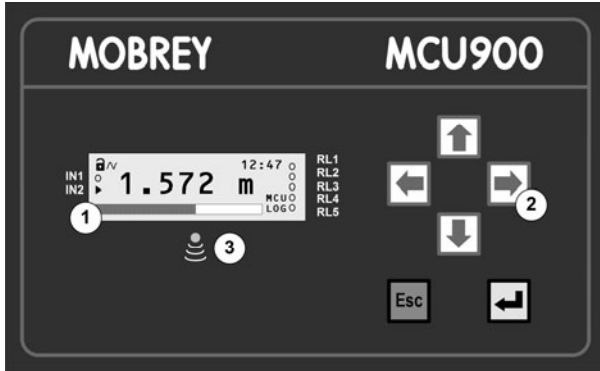 MOBREY
MCU900
12:47
IN1
IN2
1.572 m
MCU
LOG
RL1
RL2
RL3
RL4
RL5
1
2
3
Esc